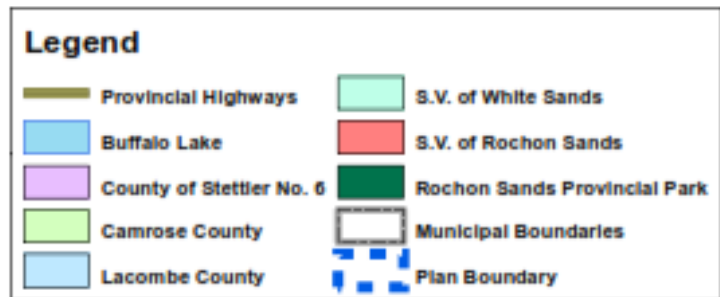 Legend
Provincial Highways
Buffalo Lake
County of Stettler No. 6
Camrose County
Lacombe County
S.V. of White Sands
S.V. of Rochon Sands
Rochon Sands Provincial Park
Municipal Boundaries
Plan Boundary